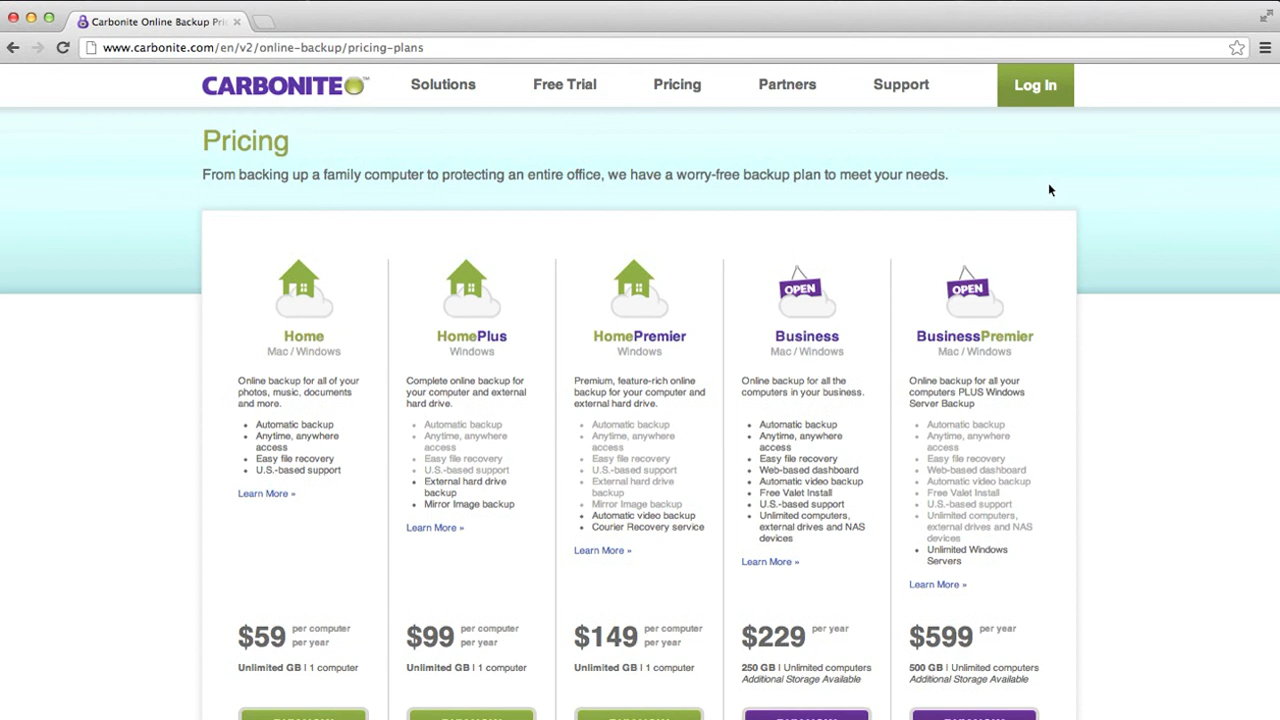 Carbonite Online Backup Pri
www.carbonite.com/en/v2/online-backup/pricing-plans
CARBONITE
Solutions
Free Trial
Pricing
Partners
Support
Log In
Pricing
From backing up a family computer to protecting an entire office, we have a worry-free backup plan to meet your needs.
Home
Mac / Windows
Online backup for all of your
photos, music, documents
and more.
• Automatic backup
• Anytime, anywhere
access
• Easy file recovery
• U.S.-based support
Learn More »
$59 per computer
per year
Unlimited GB | 1 computer
HomePlus
Windows
Complete online backup for
your computer and external
hard drive.
• Automatic backup
• Anytime, anywhere
access
• Easy file recovery
• U.S.-based support
• External hard drive
backup
• Mirror Image backup
Learn More »
$99 per computer
per year
Unlimited GB | 1 computer
HomePremier
Windows
Premium, feature-rich online
backup for your computer and
external hard drive.
• Automatic backup
• Anytime, anywhere
access
• Easy file recovery
• U.S.-based support
• External hard drive
backup
• Mirror Image backup
• Automatic video backup
• Courier Recovery service
Learn More »
$149 per computer
per year
Unlimited GB | 1 computer
OPEN
Business
Mac / Windows
Online backup for all the
computers in your business.
• Automatic backup
• Anytime, anywhere
access
• Easy file recovery
• Web-based dashboard
• Automatic video backup
• Free Valet Install
• U.S.-based support
• Unlimited computers,
external drives and NAS
devices
Learn More »
$229 per year
250 GB | Unlimited computers
Additional Storage Available
OPEN
BusinessPremier
Mac / Windows
Online backup for all your
computers PLUS Windows
Server Backup
• Automatic backup
• Anytime, anywhere
access
• Easy file recovery
• Web-based dashboard
• Automatic video backup
• Free Valet Install
• U.S.-based support
• Unlimited computers,
external drives and NAS
devices
• Unlimited Windows
Servers
Learn More »
$599 per year
500 GB | Unlimited computers
Additional Storage Available